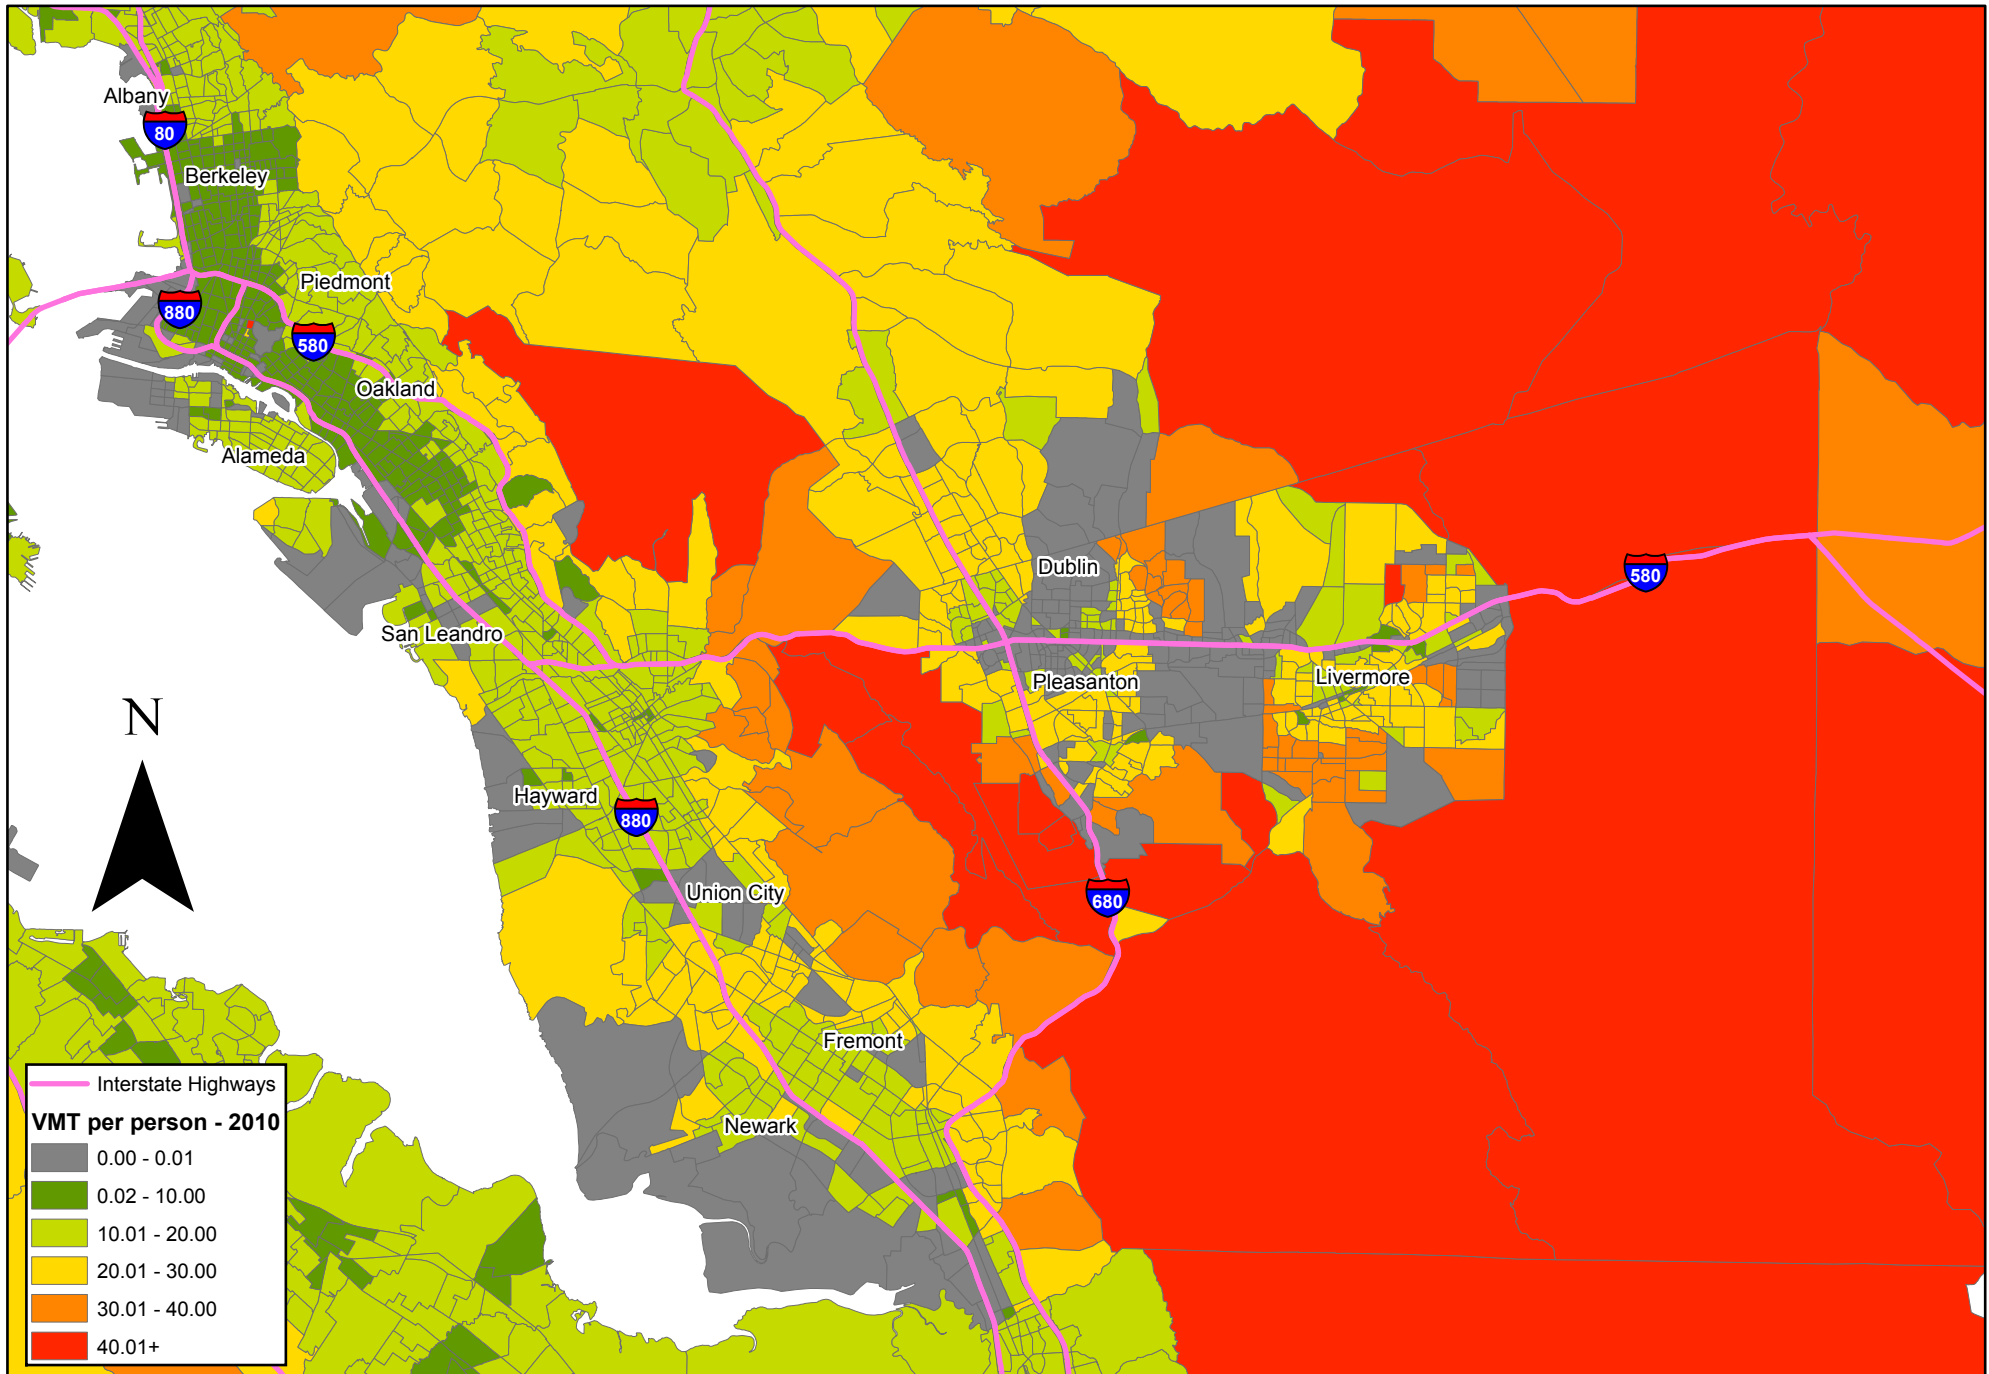 Albany
80
Berkeley
Piedmont
880
580
Oakland
Alameda
Dublin
580
San Leandro
Pleasanton
Livermore
N
Hayward
880
Union City
680
Fremont
Newark
Interstate Highways
VMT per person - 2010
0.00 - 0.01
0.02 - 10.00
10.01 - 20.00
20.01 - 30.00
30.01 - 40.00
40.01+